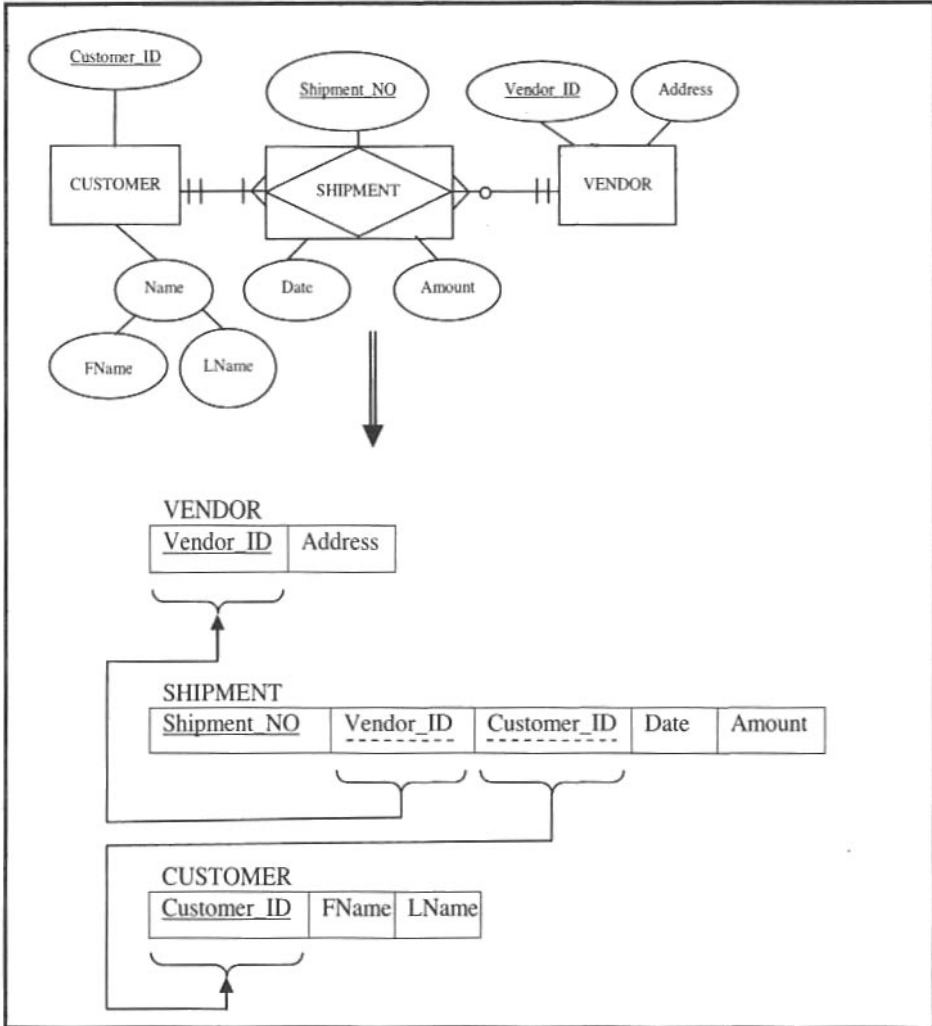 Customer_ID
Shipment_NO
Vendor_ID
Address
CUSTOMER
SHIPMENT
VENDOR
Name
Date
Amount
FName
LName
VENDOR
Vendor_ID Address
SHIPMENT
Shipment_NO Vendor_ID Customer_ID Date Amount
CUSTOMER
Customer_ID FName LName